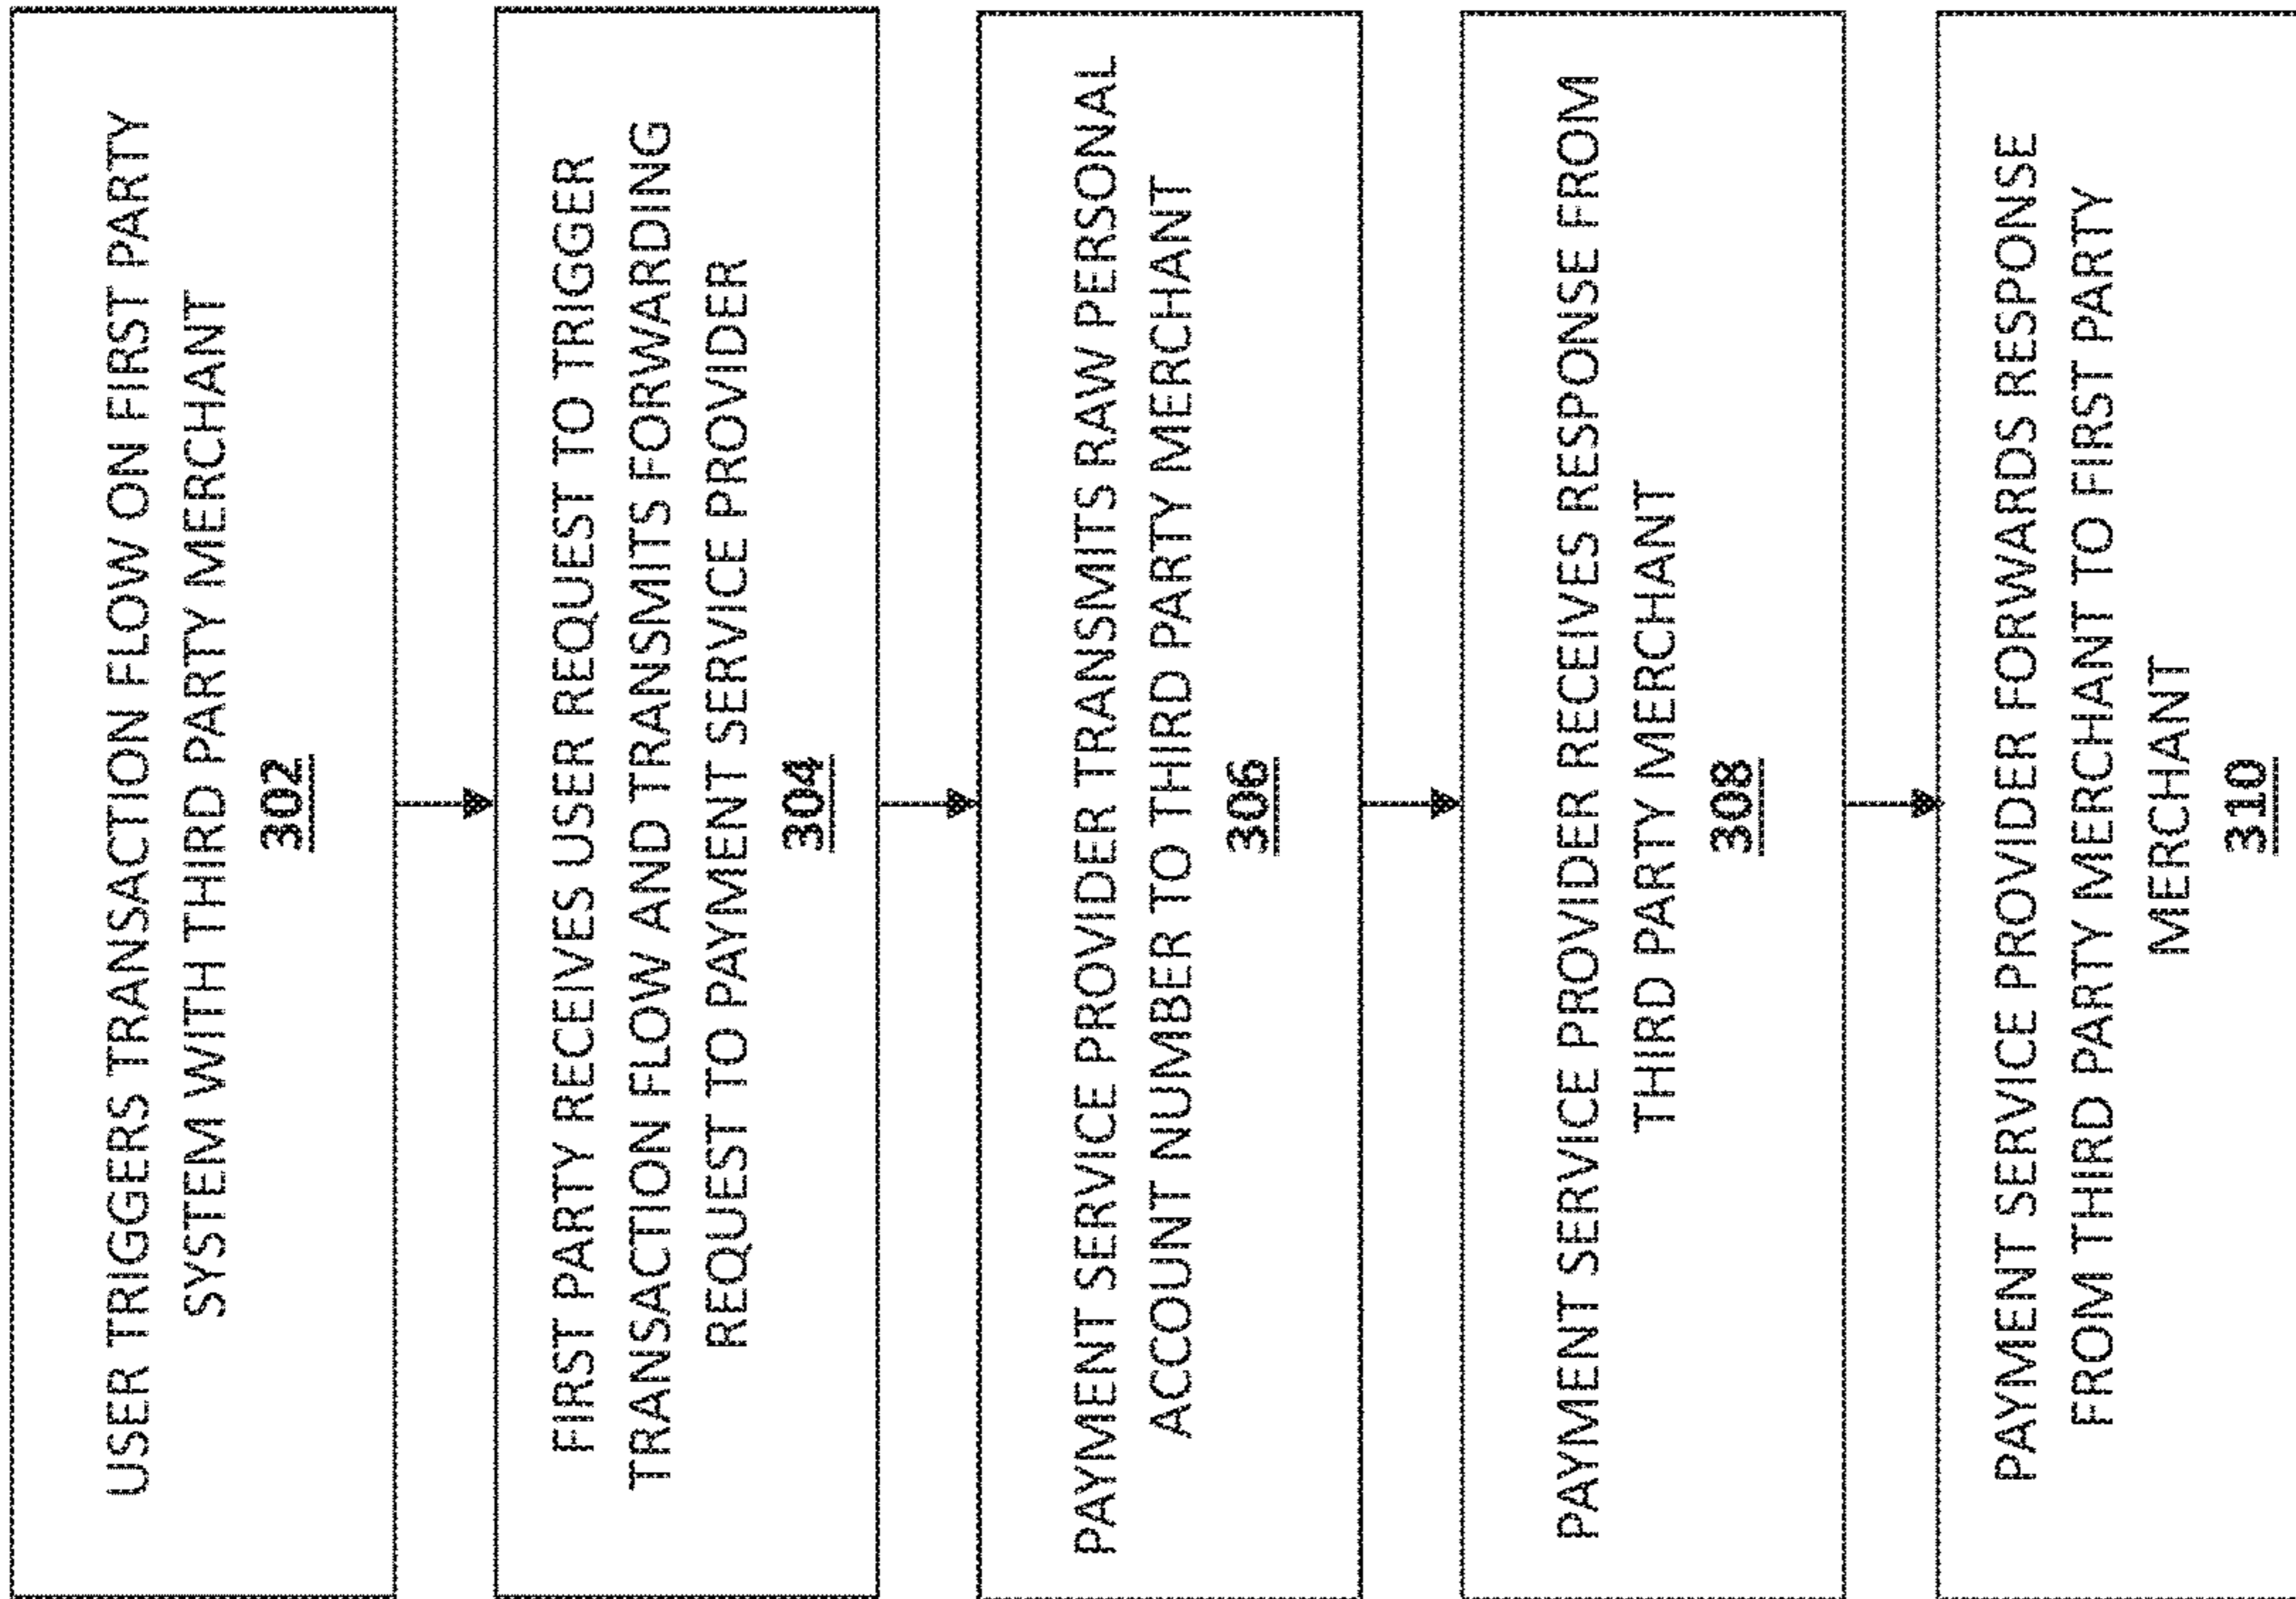 USER TRIGGERS TRANSACTION FLOW ON FIRST PARTY
SYSTEM WITH THIRD PARTY MERCHANT
302
FIRST PARTY RECEIVES USER REQUEST TO TRIGGER
TRANSACTION FLOW AND TRANSMITS FORWARDING
REQUEST TO PAYMENT SERVICE PROVIDER
304
PAYMENT SERVICE PROVIDER TRANSMITS RAW PERSONAL
ACCOUNT NUMBER TO THIRD PARTY MERCHANT
306
PAYMENT SERVICE PROVIDER RECEIVES RESPONSE FROM
THIRD PARTY MERCHANT
308
PAYMENT SERVICE PROVIDER FORWARDS RESPONSE
FROM THIRD PARTY MERCHANT TO FIRST PARTY
MERCHANT
310